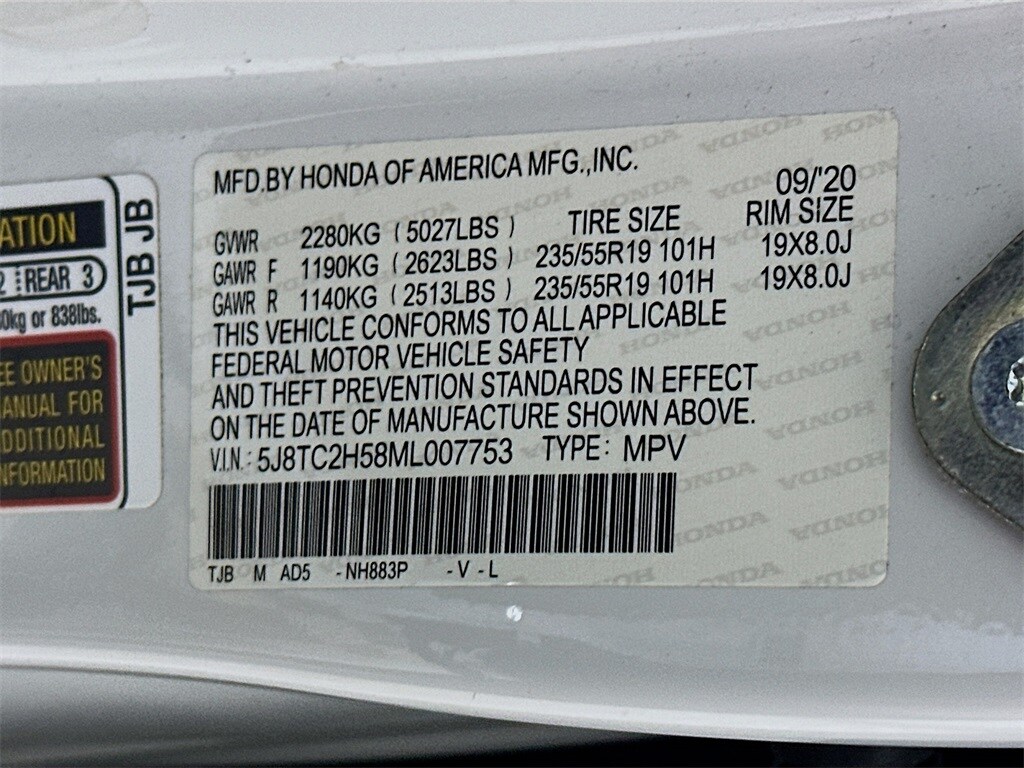 MFD.BY HONDA OF AMERICA MFG.,INC.
09/'20
GVWR 2280KG ( 5027LBS ) TIRE SIZE RIM SIZE
GAWR F 1190KG ( 2623LBS ) 235/55R19 101H 19X8.0J
GAWR R 1140KG ( 2513LBS ) 235/55R19 101H 19X8.0J
THIS VEHICLE CONFORMS TO ALL APPLICABLE
FEDERAL MOTOR VEHICLE SAFETY
AND THEFT PREVENTION STANDARDS IN EFFECT
ON THE DATE OF MANUFACTURE SHOWN ABOVE.
V.I.N.: 5J8TC2H58ML007753 TYPE: MPV
TJB M AD5 -NH883P -V -L
ATION
2 REAR 3
0kg or 838lbs.
EE OWNER'S
ANUAL FOR
DDITIONAL
NFORMATION
TJB JB